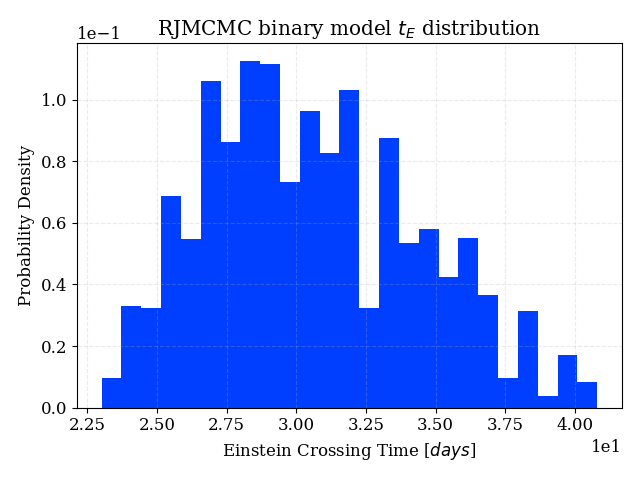 RJMCMC binary model t_E distribution
1e−1
1.0
0.8
0.6
0.4
0.2
0.0
Probability Density
2.25 2.50 2.75 3.00 3.25 3.50 3.75 4.00
1e1
Einstein Crossing Time [days]